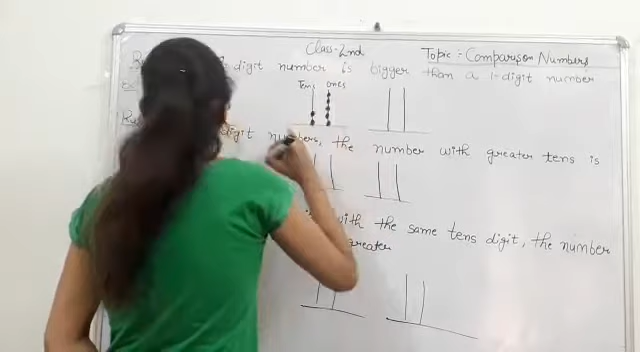 Class-2nd
Topic - Comparison Numbers
digit number is bigger than a 1-digit number
Tens ones
digit numbers, the number with greater tens is
with the same tens digit, the number
greater